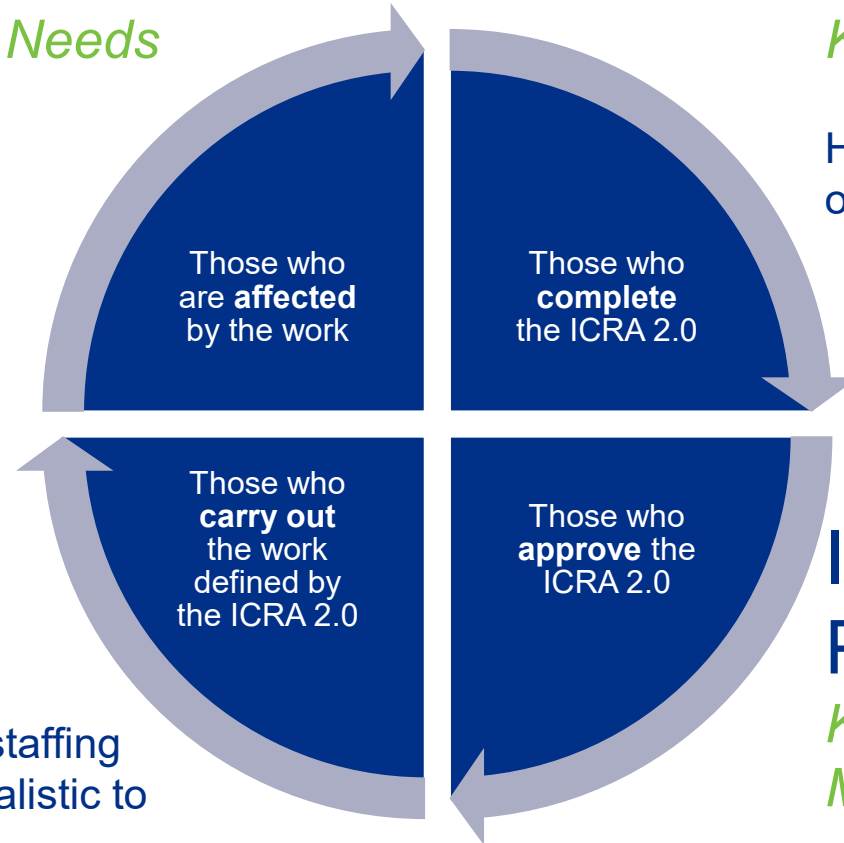 Needs
K
H
o
Those who
are affected
by the work
Those who
complete
the ICRA 2.0
Those who
carry out
the work
defined by
the ICRA 2.0
Those who
approve the
ICRA 2.0
I
P
K
M
staffing
alistic to